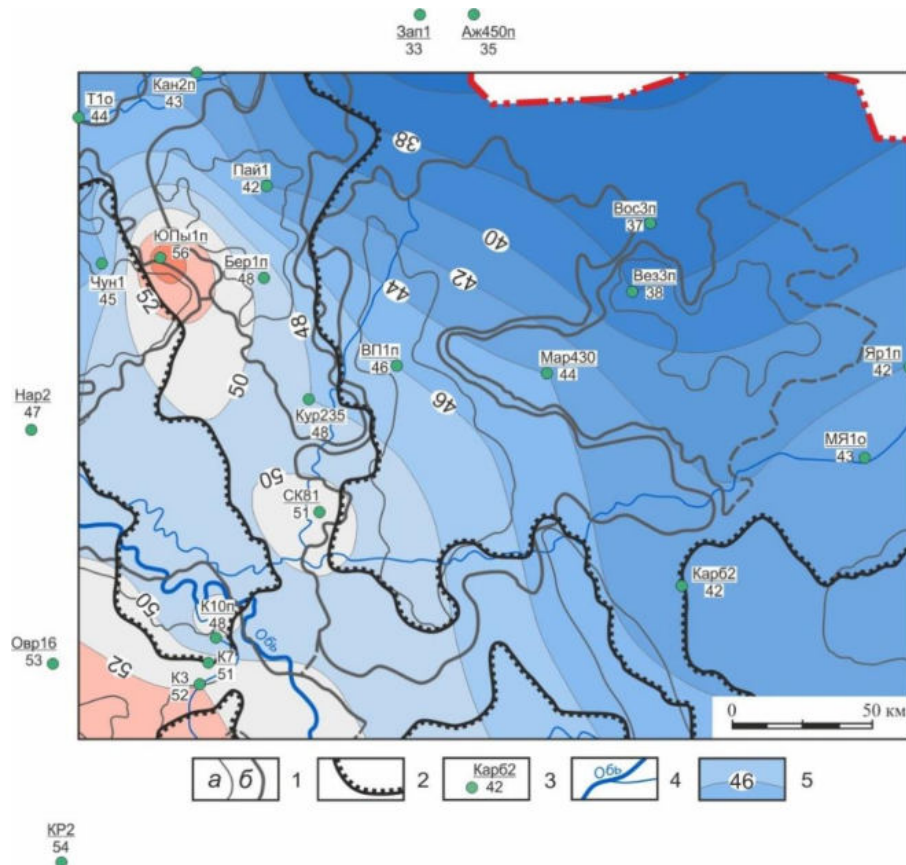 Зап1
33
Аж450п
35
Кан2п
43
Т1о
44
38
Пай1
42
Вос3п
37
ЮПы1п
56
40
Бер1п
48
Чун1
45
42
Вез3п
38
44
52
48
ВП1п
46
Мар430
44
Яр1п
42
50
46
Нар2
47
Кур235
48
МЯ1о
43
50
СК81
51
Карб2
42
50
К10п
48
Обь
Овр16
53
К7
51
52
К3
52
0 50 км
а б 1
2
Карб2
42
3
Обь
4
46
5
КР2
54